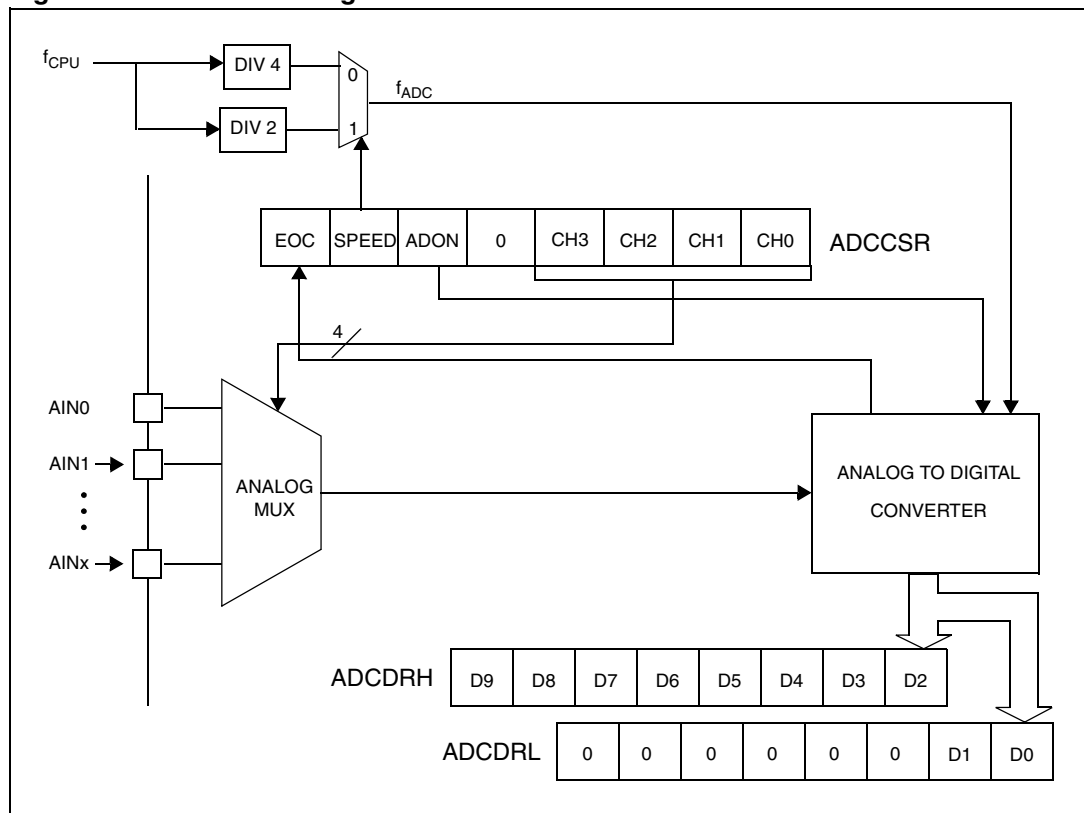 fCPU
DIV 4
0
fADC
DIV 2
1
EOC SPEED ADON 0 CH3 CH2 CH1 CH0 ADCCSR
4
AIN0
AIN1
ANALOG
MUX
ANALOG TO DIGITAL
CONVERTER
AINx
ADCDRH D9 D8 D7 D6 D5 D4 D3 D2
ADCDRL 0 0 0 0 0 0 D1 D0